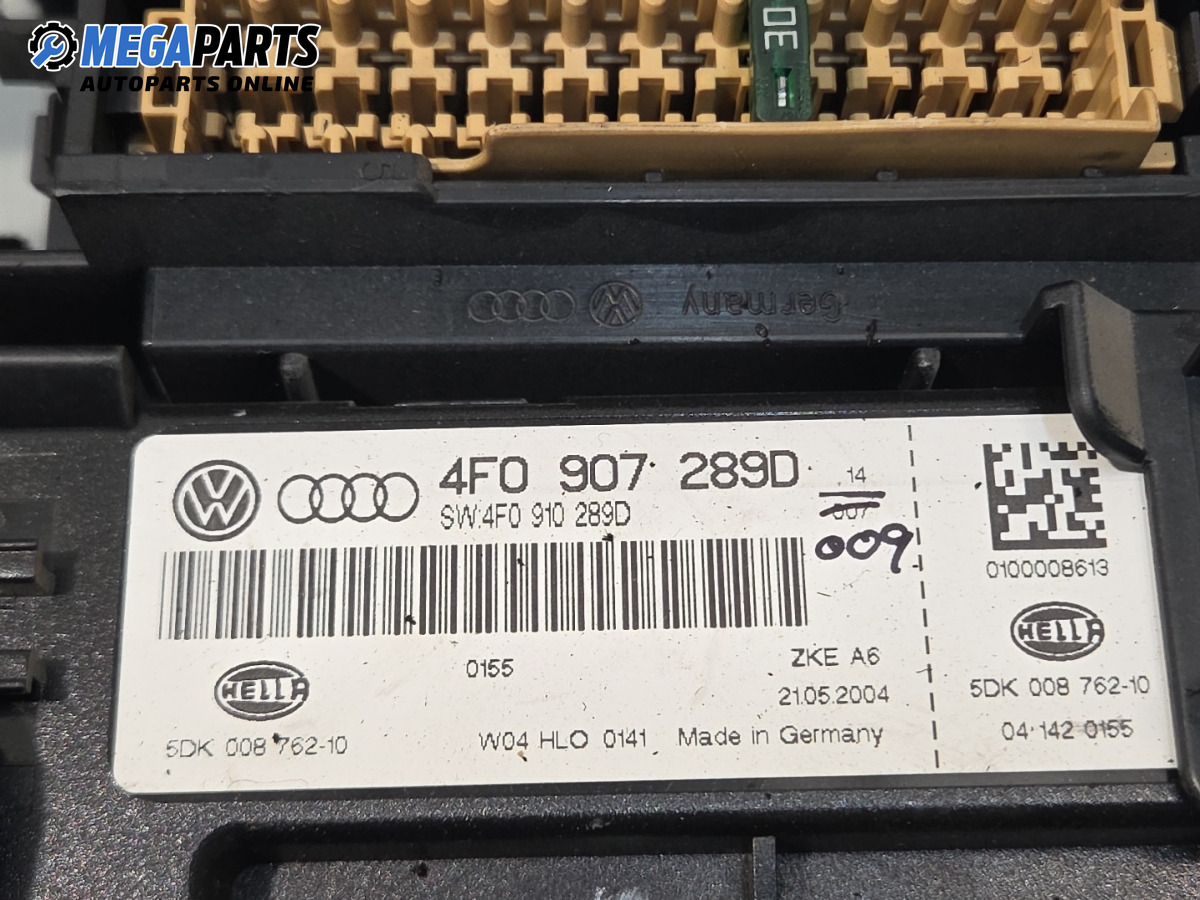 MEGAPARTS
AUTOPARTS ONLINE
30E
Germany
4F0 907 289D
SW:4F0 910 289D
14
007
009
0100008613
0155
ZKE A6
21.05.2004
HELLA
HELLA
5DK 008 762-10
5DK 008 762-10
W04 HLO 0141 Made in Germany
04 142 0155